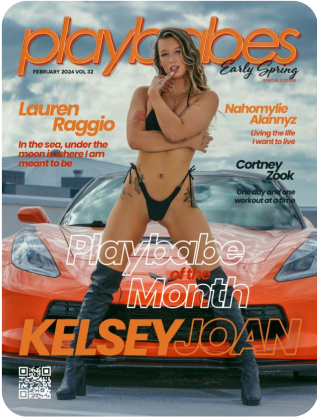 playbabes
FEBRUARY 2024 VOL 32
Early Spring
SPECIAL EDITION
Lauren
Raggio
In the sea, under the
moon is where I am
meant to be
Nahomylie
Alannyz
Living the life
I want to live
Cortney
Zook
One day and one
workout at a time
Playbabe
of the
Month
KELSEYJOAN